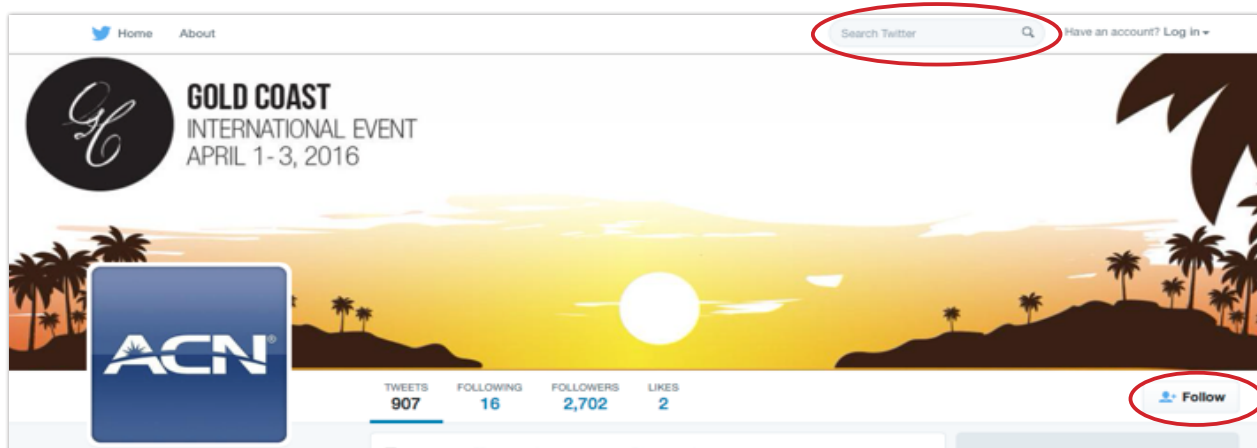 Home About
Search Twitter
Have an account? Log in
GC
GOLD COAST
INTERNATIONAL EVENT
APRIL 1-3, 2016
ACN®
TWEETS FOLLOWING FOLLOWERS LIKES
907 16 2,702 2
Follow